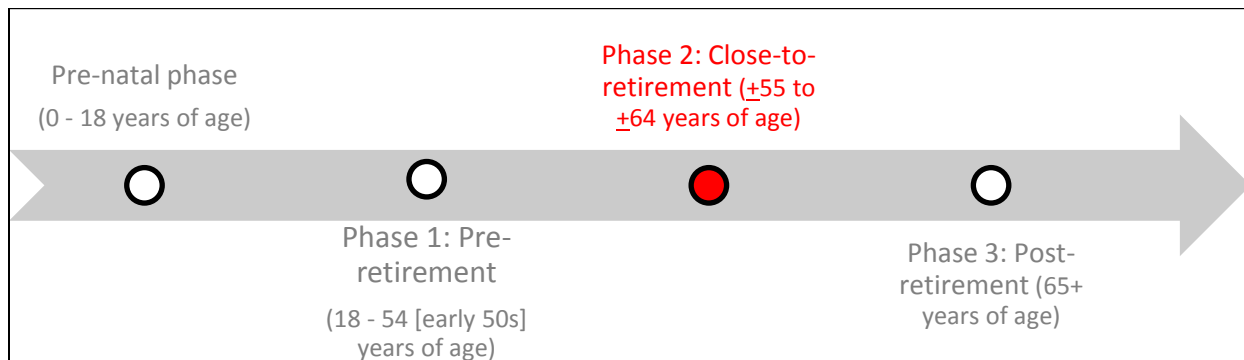 Pre-natal phase
(0 - 18 years of age)
Phase 1: Pre-
retirement
(18 - 54 [early 50s]
years of age)
Phase 2: Close-to-
retirement (+55 to
+64 years of age)
Phase 3: Post-
retirement (65+
years of age)